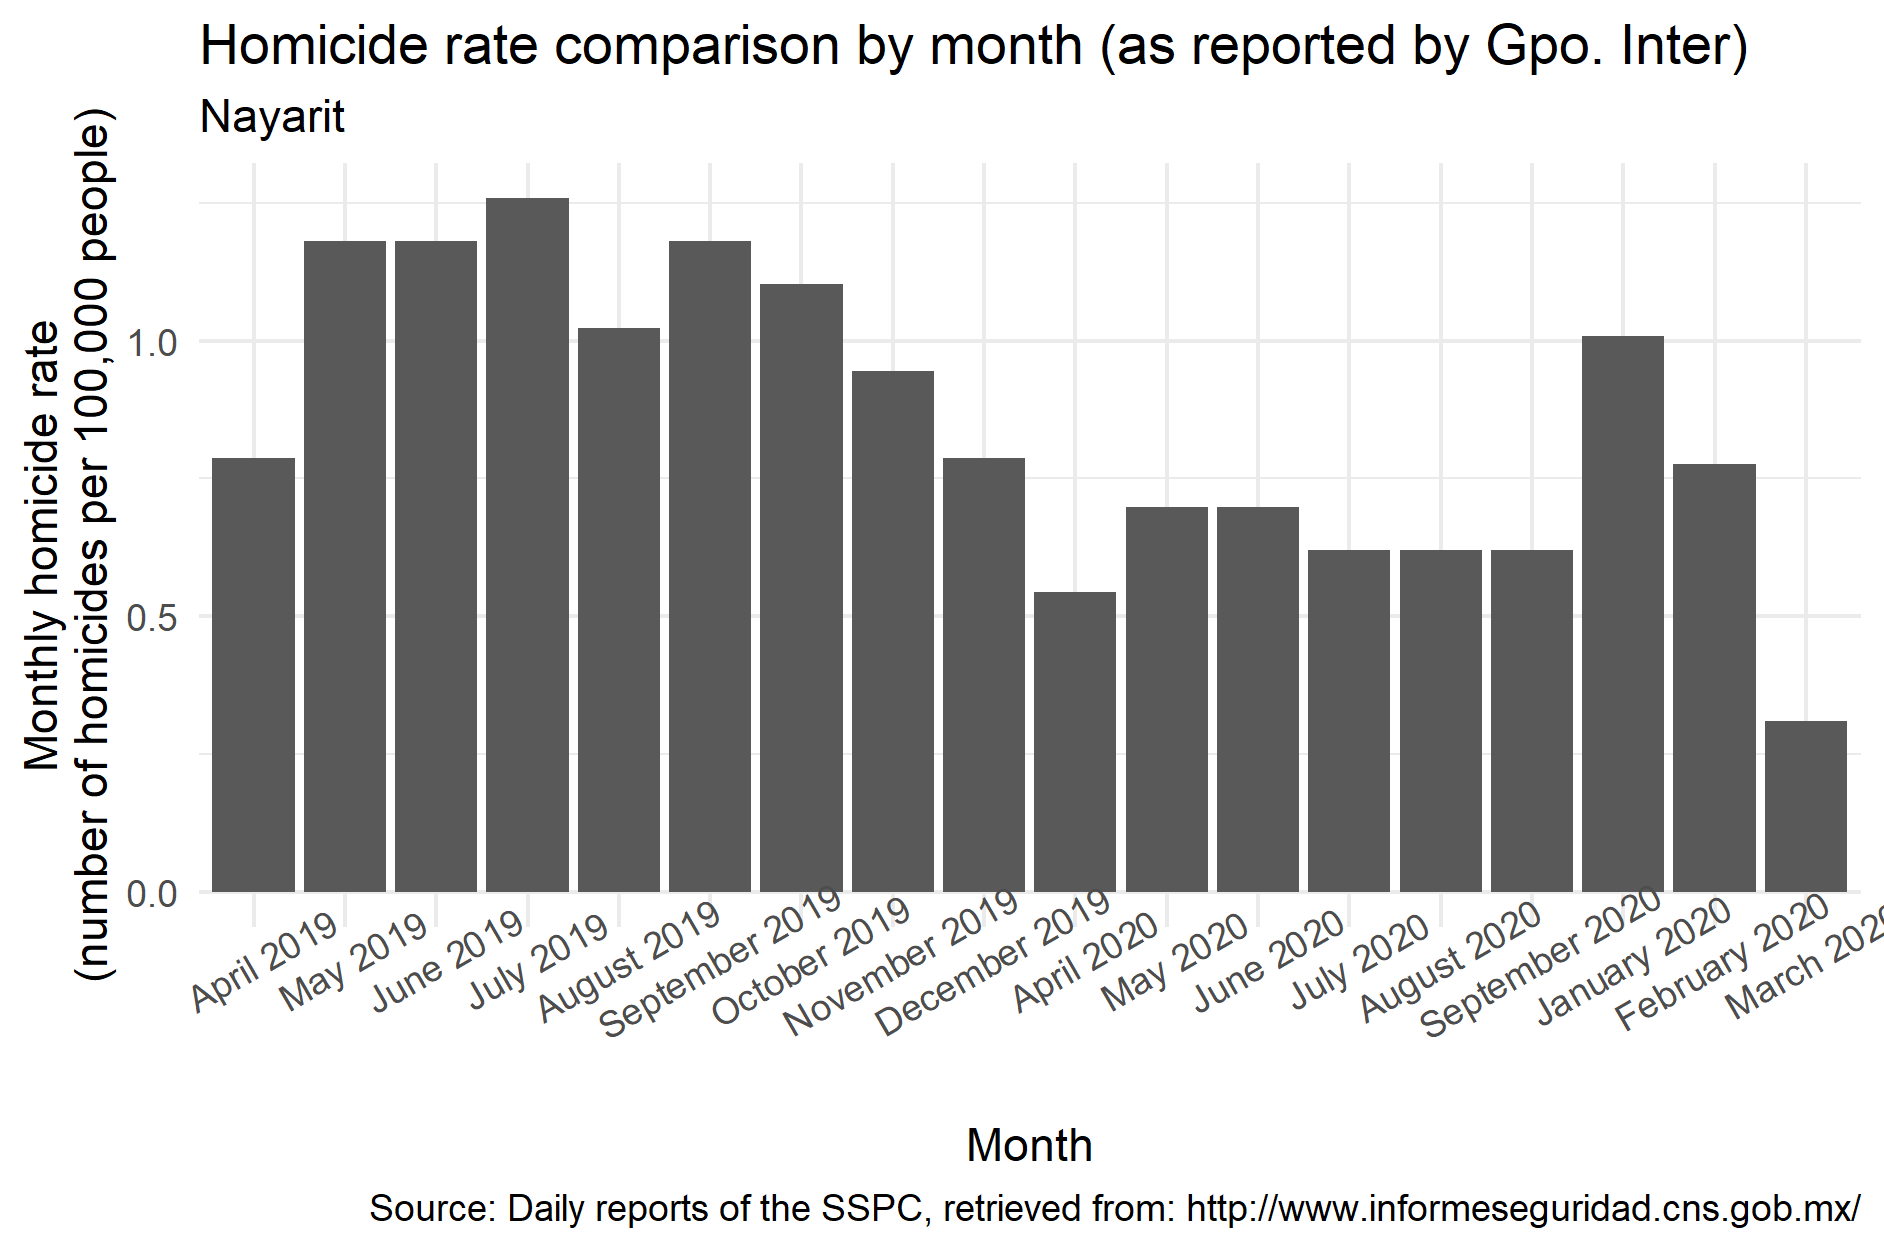 Homicide rate comparison by month (as reported by Gpo. Inter)
Nayarit
Monthly homicide rate
(number of homicides per 100,000 people)
1.0
0.5
0.0
April 2019
May 2019
June 2019
July 2019
August 2019
September 2019
October 2019
November 2019
December 2019
April 2020
May 2020
June 2020
July 2020
August 2020
September 2020
January 2020
February 2020
March 2020
Month
Source: Daily reports of the SSPC, retrieved from: http://www.informeseguridad.cns.gob.mx/